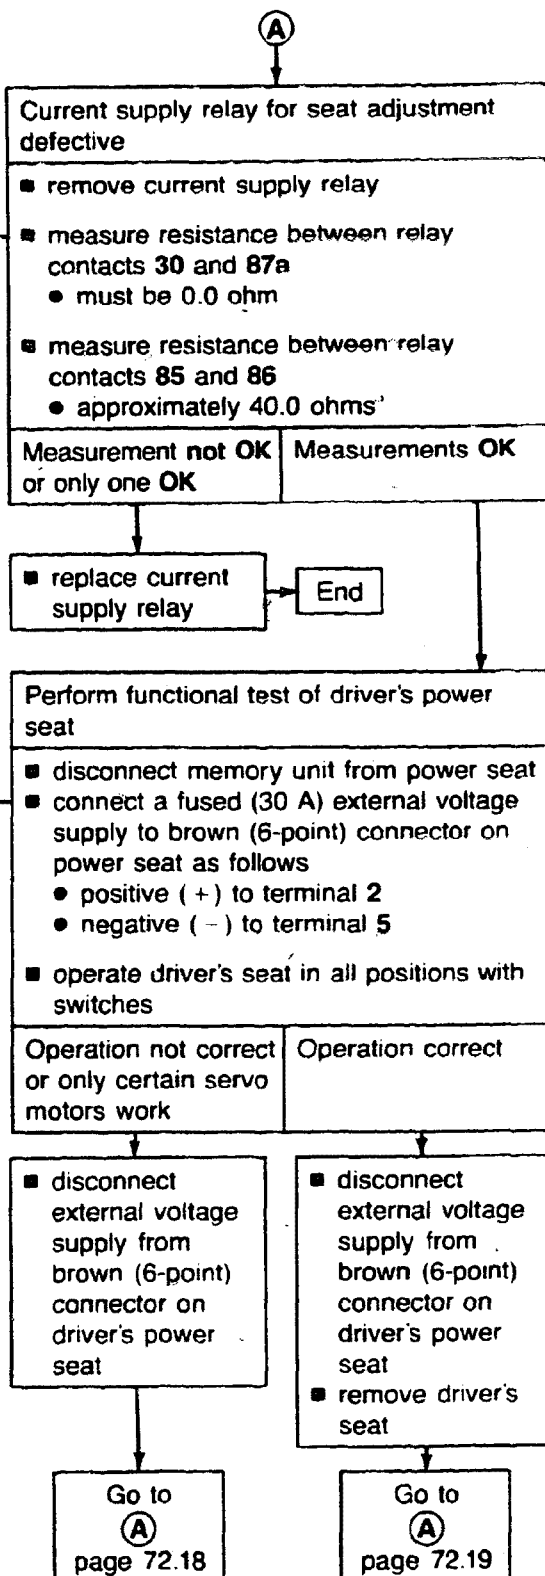 A
Current supply relay for seat adjustment
defective
■ remove current supply relay
■ measure resistance between relay
contacts 30 and 87a
● must be 0.0 ohm
■ measure resistance between relay
contacts 85 and 86
● approximately 40.0 ohms
Measurement not OK
or only one OK
Measurements OK
■ replace current
supply relay
End
Perform functional test of driver's power
seat
■ disconnect memory unit from power seat
■ connect a fused (30 A) external voltage
supply to brown (6-point) connector on
power seat as follows
● positive (+) to terminal 2
● negative (−) to terminal 5
■ operate driver's seat in all positions with
switches
Operation not correct
or only certain servo
motors work
Operation correct
■ disconnect
external voltage
supply from
brown (6-point)
connector on
driver's power
seat
■ disconnect
external voltage
supply from
brown (6-point)
connector on
driver's power
seat
■ remove driver's
seat
Go to
A
page 72.18
Go to
A
page 72.19